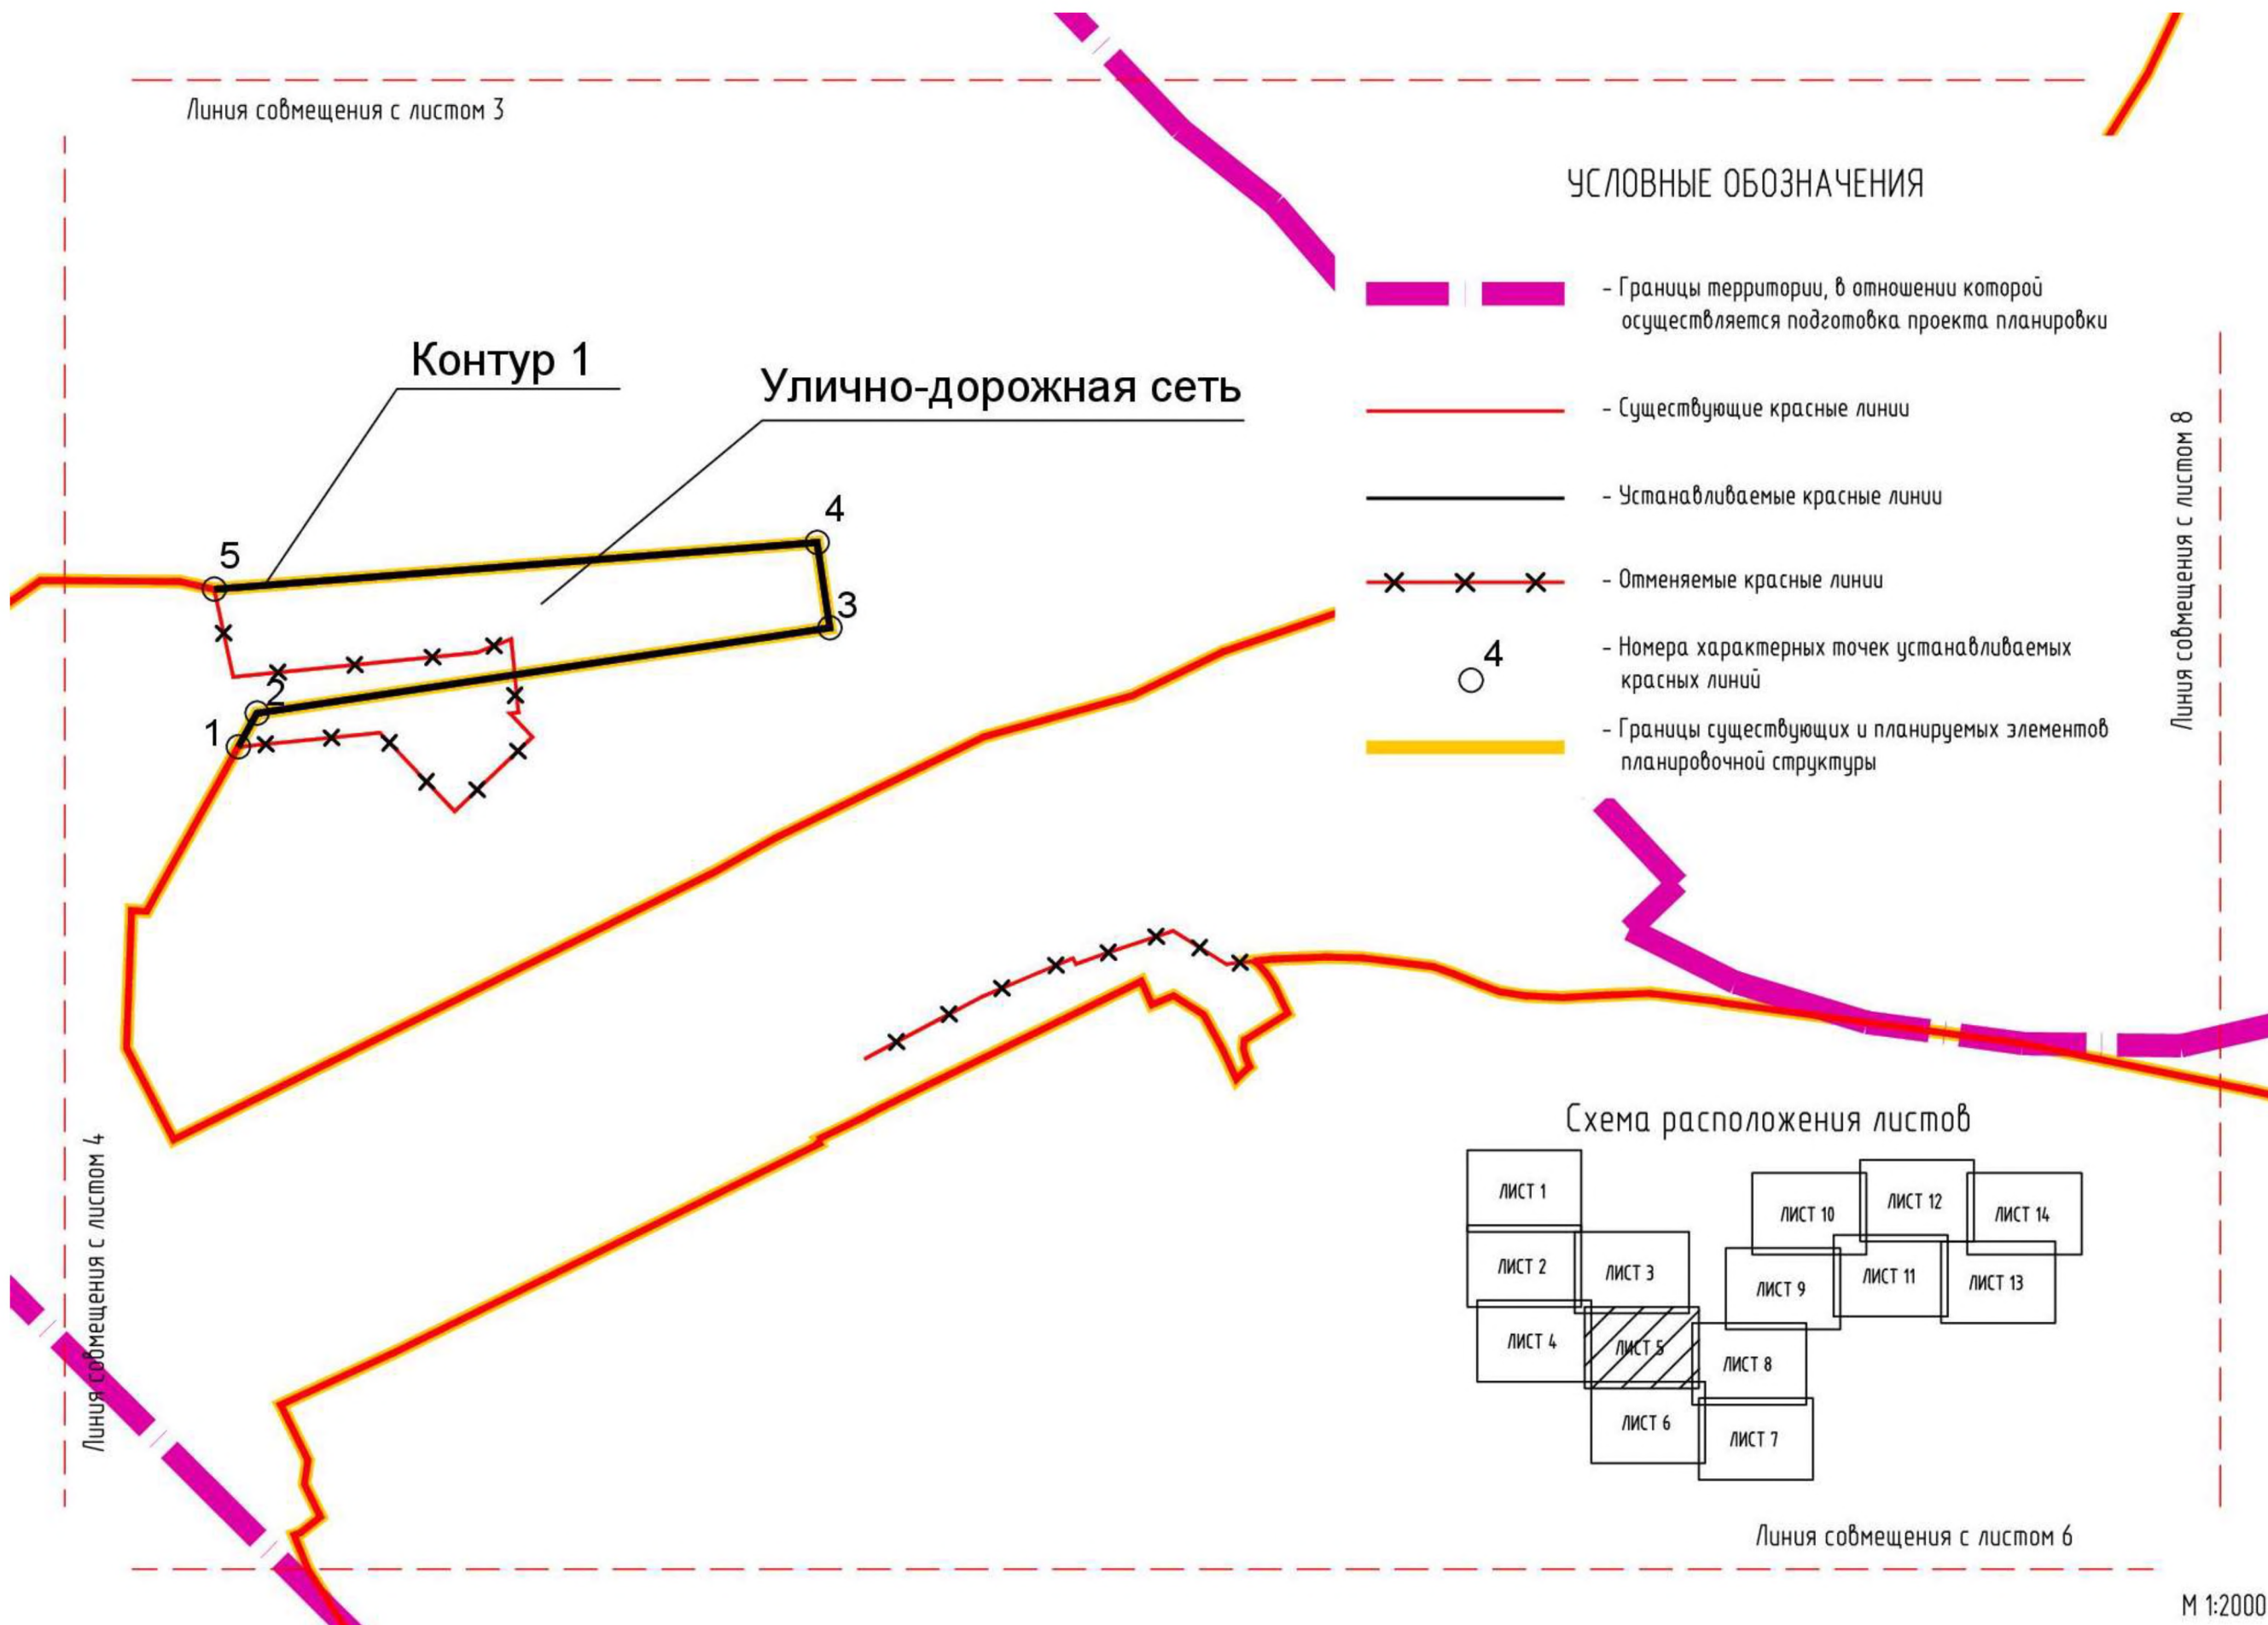 Линия совмещения с листом 3
УСЛОВНЫЕ ОБОЗНАЧЕНИЯ
- Границы территории, в отношении которой
осуществляется подготовка проекта планировки
- Существующие красные линии
- Устанавливаемые красные линии
- Отменяемые красные линии
4
- Номера характерных точек устанавливаемых
красных линий
- Границы существующих и планируемых элементов
планировочной структуры
Линия совмещения с листом 8
Контур 1
Улично-дорожная сеть
4
5
3
2
1
Линия совмещения с листом 4
Схема расположения листов
ЛИСТ 1
ЛИСТ 2
ЛИСТ 3
ЛИСТ 4
ЛИСТ 5
ЛИСТ 6
ЛИСТ 7
ЛИСТ 8
ЛИСТ 9
ЛИСТ 10
ЛИСТ 11
ЛИСТ 12
ЛИСТ 13
ЛИСТ 14
Линия совмещения с листом 6
М 1:2000